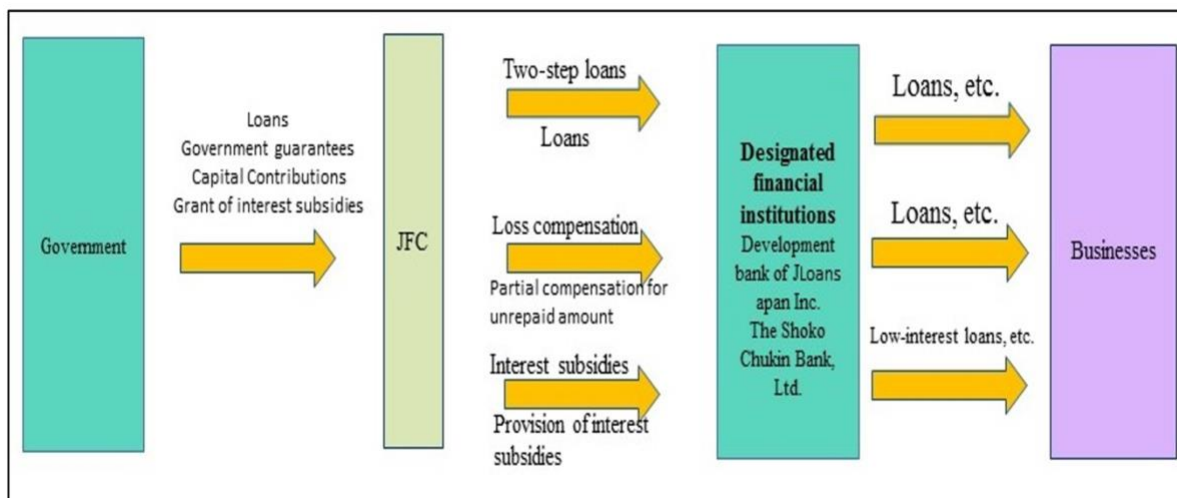 Government
Loans
Government guarantees
Capital Contributions
Grant of interest subsidies
JFC
Two-step loans
Loans
Loss compensation
Partial compensation for
unrepaid amount
Interest subsidies
Provision of interest
subsidies
Designated
financial
institutions
Development
bank of JLoans
apan Inc.
The Shoko
Chukin Bank,
Ltd.
Loans, etc.
Loans, etc.
Low-interest loans, etc.
Businesses